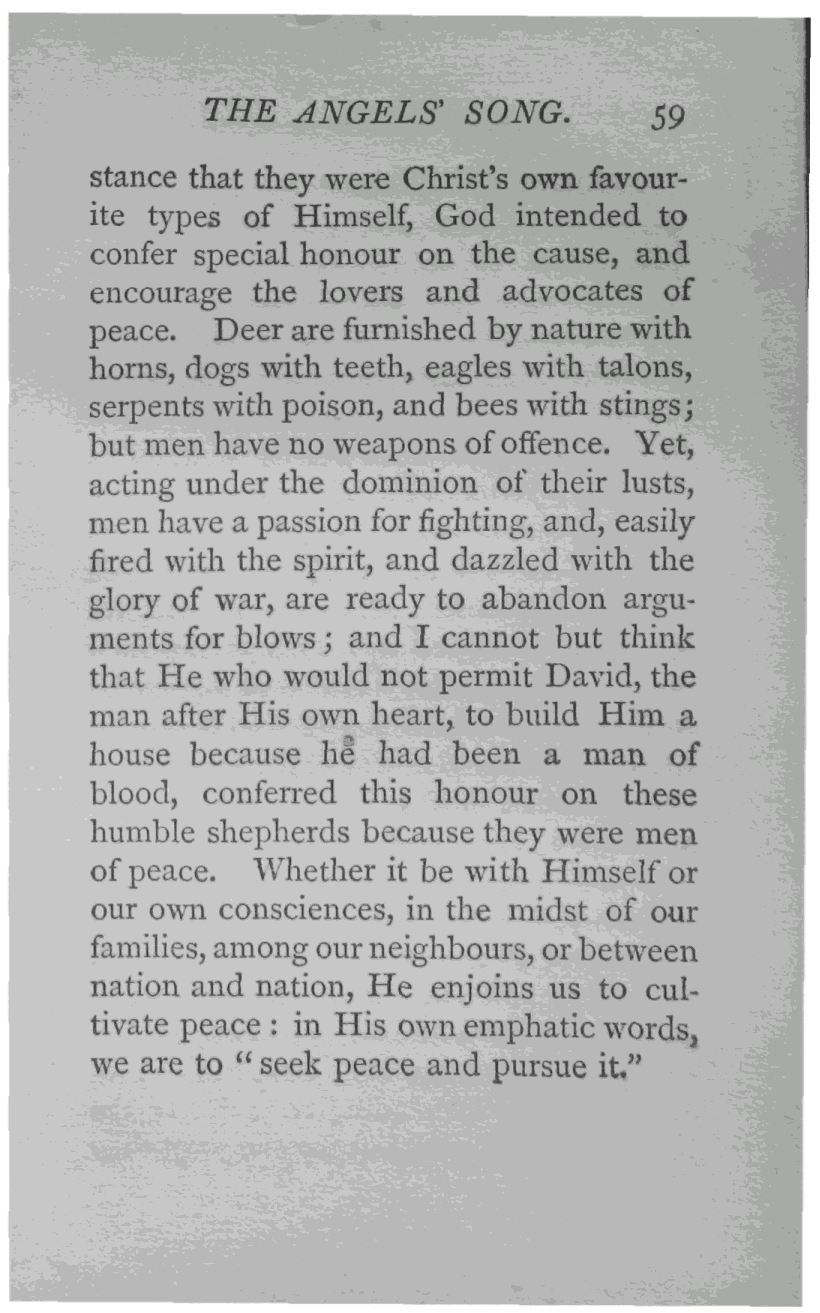 THE ANGELS' SONG. 59
stance that they were Christ's own favour-
ite types of Himself, God intended to
confer special honour on the cause, and
encourage the lovers and advocates of
peace. Deer are furnished by nature with
horns, dogs with teeth, eagles with talons,
serpents with poison, and bees with stings;
but men have no weapons of offence. Yet,
acting under the dominion of their lusts,
men have a passion for fighting, and, easily
fired with the spirit, and dazzled with the
glory of war, are ready to abandon argu-
ments for blows; and I cannot but think
that He who would not permit David, the
man after His own heart, to build Him a
house because he had been a man of
blood, conferred this honour on these
humble shepherds because they were men
of peace. Whether it be with Himself or
our own consciences, in the midst of our
families, among our neighbours, or between
nation and nation, He enjoins us to cul-
tivate peace: in His own emphatic words,
we are to "seek peace and pursue it."